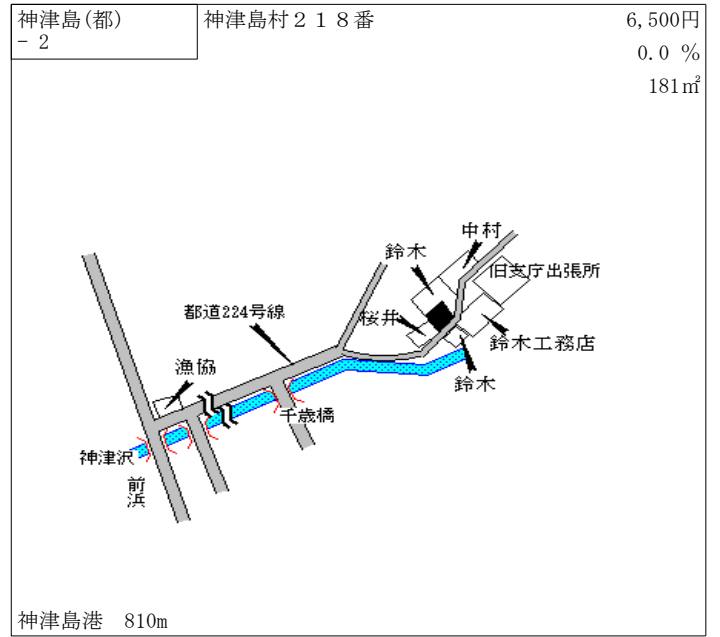 神津島(都)
- 2
神津島村２１８番
6,500円
0.0 %
181㎡
中村
鈴木
旧支庁出張所
都道224号線
桜井
鈴木工務店
漁協
鈴木
千歳橋
神津沢
前浜
神津島港 810m